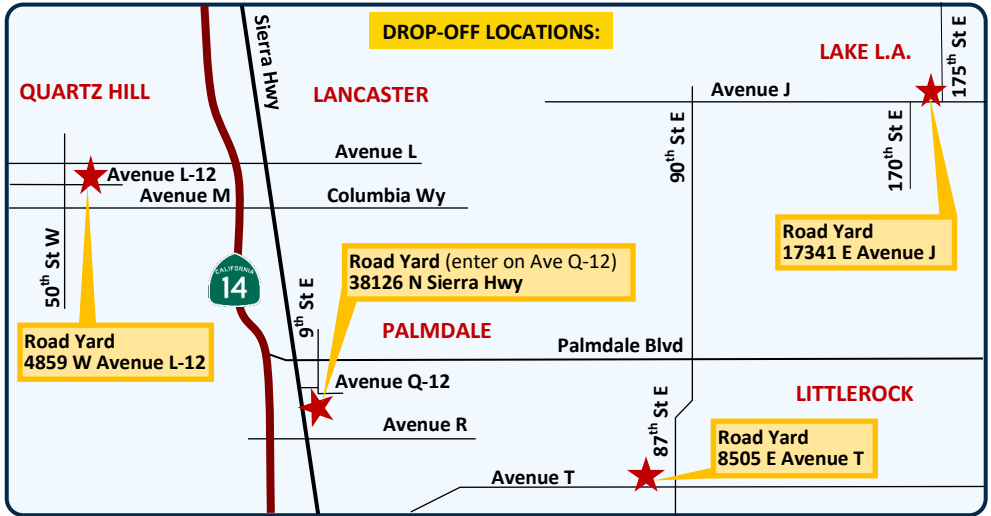 DROP-OFF LOCATIONS:
Sierra Hwy
LAKE L.A.
175th St E
QUARTZ HILL
LANCASTER
Avenue J
90th St E
170th St E
Avenue L
Avenue L-12
Avenue M
Columbia Wy
50th St W
Road Yard
17341 E Avenue J
CALIFORNIA
14
9th St E
Road Yard (enter on Ave Q-12)
38126 N Sierra Hwy
PALMDALE
Road Yard
4859 W Avenue L-12
Palmdale Blvd
Avenue Q-12
LITTLEROCK
Avenue R
87th St E
Road Yard
8505 E Avenue T
Avenue T